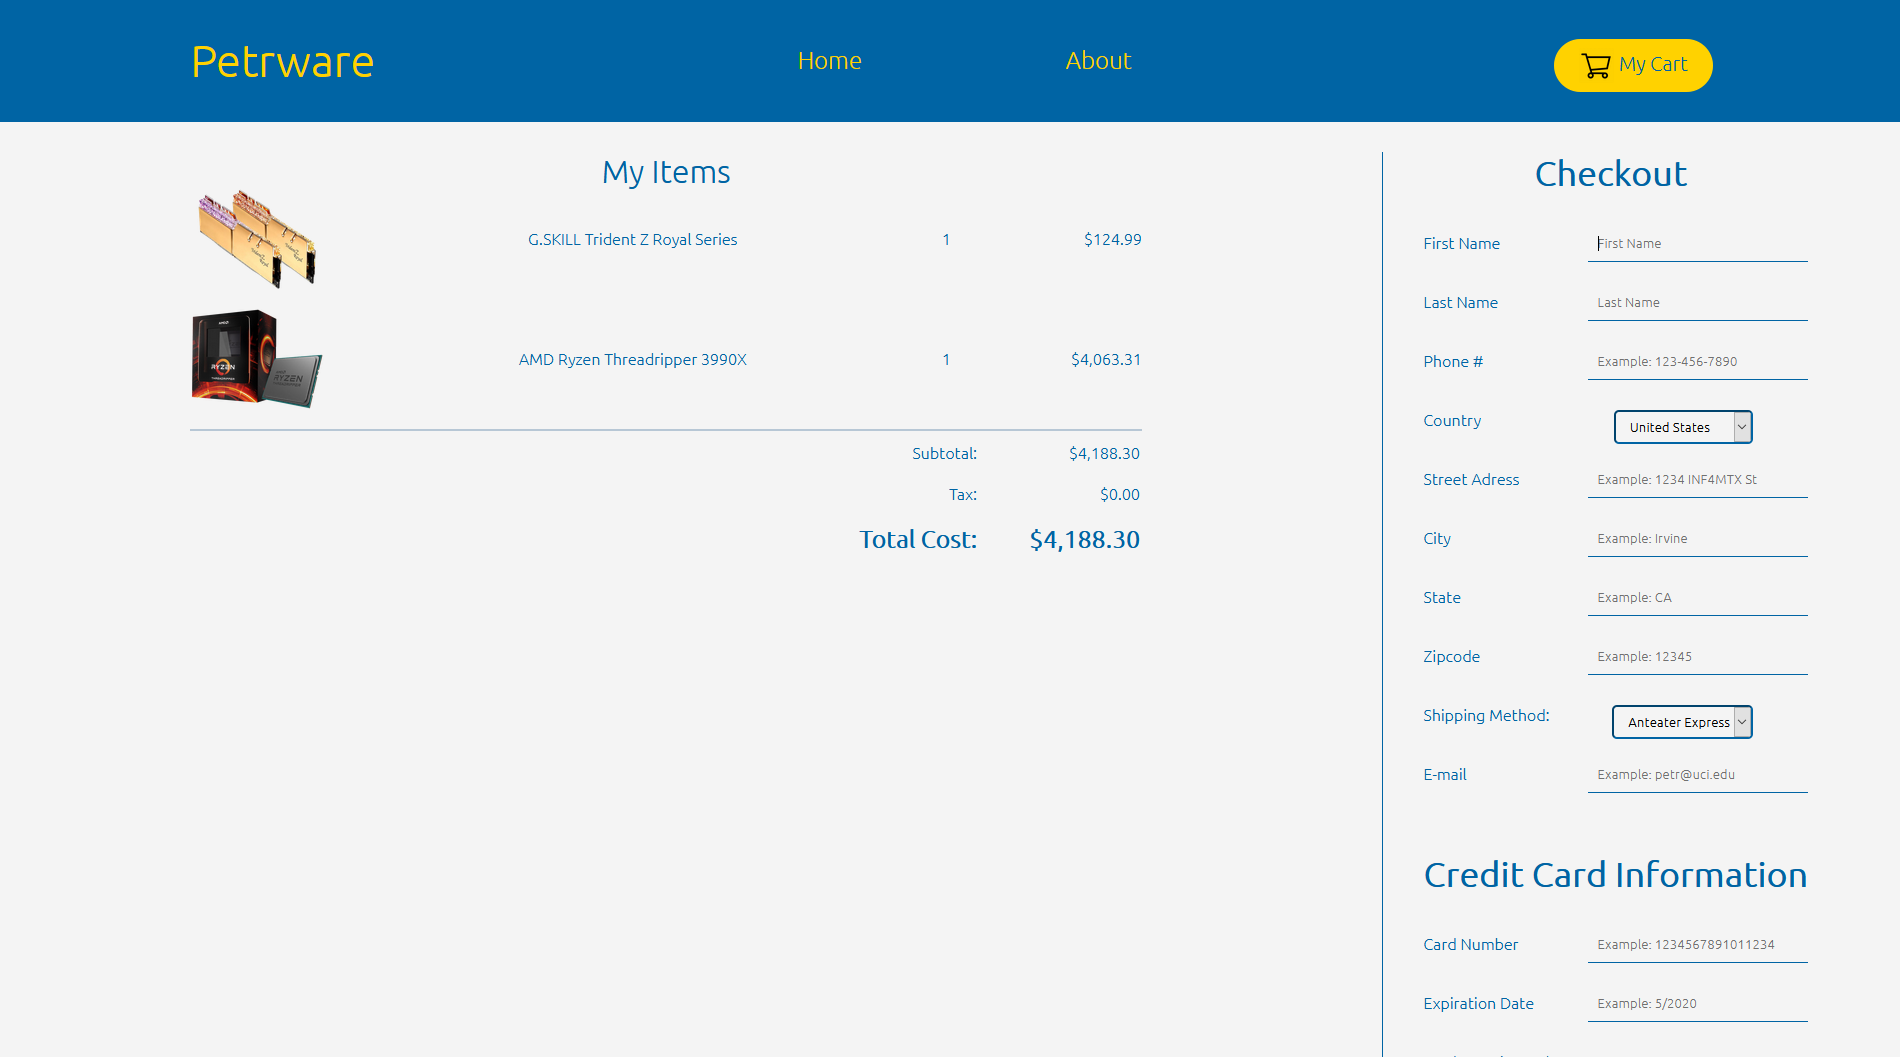 Petrware
Home
About
My Cart
My Items
G.SKILL Trident Z Royal Series 1 $124.99
AMD Ryzen Threadripper 3990X 1 $4,063.31
Subtotal: $4,188.30
Tax: $0.00
Total Cost: $4,188.30
Checkout
First Name First Name
Last Name Last Name
Phone # Example: 123-456-7890
Country United States
Street Adress Example: 1234 INF4MTX St
City Example: Irvine
State Example: CA
Zipcode Example: 12345
Shipping Method: Anteater Express
E-mail Example: petr@uci.edu
Credit Card Information
Card Number Example: 1234567891011234
Expiration Date Example: 5/2020